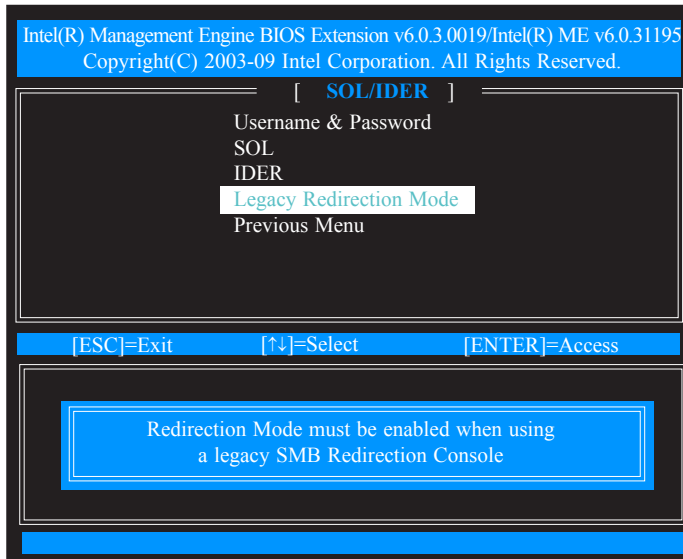 Intel(R) Management Engine BIOS Extension v6.0.3.0019/Intel(R) ME v6.0.31195
Copyright(C) 2003-09 Intel Corporation. All Rights Reserved.
[ SOL/IDER ]
Username & Password
SOL
IDER
Legacy Redirection Mode
Previous Menu
[ESC]=Exit [↑↓]=Select [ENTER]=Access
Redirection Mode must be enabled when using
a legacy SMB Redirection Console